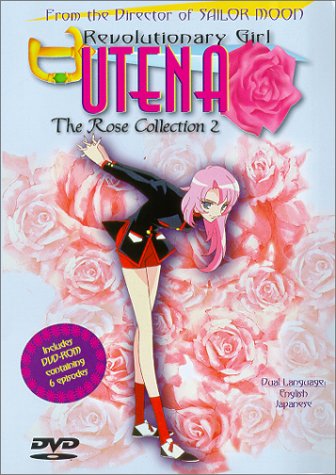 From the Director of SAILOR MOON
Revolutionary Girl
UTENA
The Rose Collection 2
Includes
DVD-ROM
containing
6 episodes
Dual Language:
English
Japanese
DVD